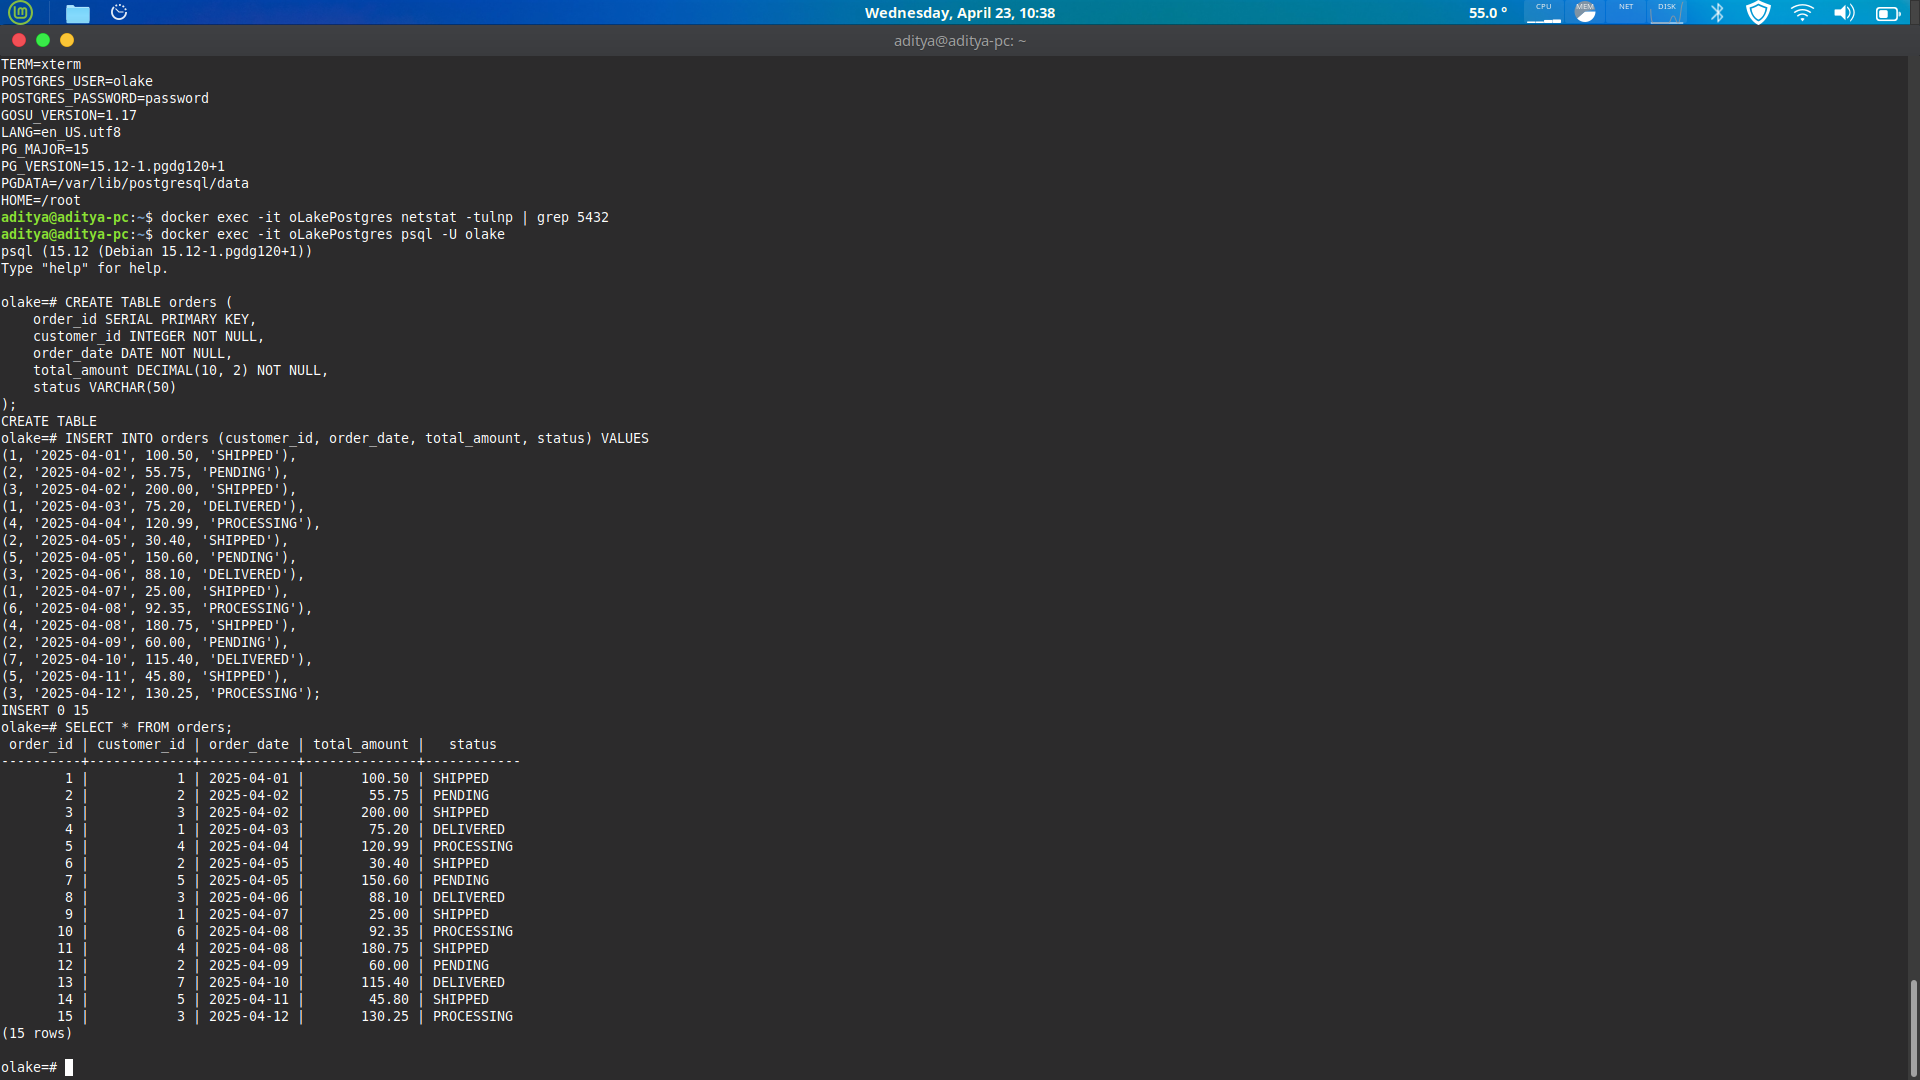 Wednesday, April 23, 10:38
55.0 °
CPU
MEM
NET
DISK
aditya@aditya-pc: ~
TERM=xterm
POSTGRES_USER=olake
POSTGRES_PASSWORD=password
GOSU_VERSION=1.17
LANG=en_US.utf8
PG_MAJOR=15
PG_VERSION=15.12-1.pgdg120+1
PGDATA=/var/lib/postgresql/data
HOME=/root
aditya@aditya-pc:~$ docker exec -it oLakePostgres netstat -tulnp | grep 5432
aditya@aditya-pc:~$ docker exec -it oLakePostgres psql -U olake
psql (15.12 (Debian 15.12-1.pgdg120+1))
Type "help" for help.
olake=# CREATE TABLE orders (
    order_id SERIAL PRIMARY KEY,
    customer_id INTEGER NOT NULL,
    order_date DATE NOT NULL,
    total_amount DECIMAL(10, 2) NOT NULL,
    status VARCHAR(50)
);
CREATE TABLE
olake=# INSERT INTO orders (customer_id, order_date, total_amount, status) VALUES
(1, '2025-04-01', 100.50, 'SHIPPED'),
(2, '2025-04-02', 55.75, 'PENDING'),
(3, '2025-04-02', 200.00, 'SHIPPED'),
(1, '2025-04-03', 75.20, 'DELIVERED'),
(4, '2025-04-04', 120.99, 'PROCESSING'),
(2, '2025-04-05', 30.40, 'SHIPPED'),
(5, '2025-04-05', 150.60, 'PENDING'),
(3, '2025-04-06', 88.10, 'DELIVERED'),
(1, '2025-04-07', 25.00, 'SHIPPED'),
(6, '2025-04-08', 92.35, 'PROCESSING'),
(4, '2025-04-08', 180.75, 'SHIPPED'),
(2, '2025-04-09', 60.00, 'PENDING'),
(7, '2025-04-10', 115.40, 'DELIVERED'),
(5, '2025-04-11', 45.80, 'SHIPPED'),
(3, '2025-04-12', 130.25, 'PROCESSING');
INSERT 0 15
olake=# SELECT * FROM orders;
 order_id | customer_id | order_date | total_amount |   status
----------+-------------+------------+--------------+------------
        1 |           1 | 2025-04-01 |       100.50 | SHIPPED
        2 |           2 | 2025-04-02 |        55.75 | PENDING
        3 |           3 | 2025-04-02 |       200.00 | SHIPPED
        4 |           1 | 2025-04-03 |        75.20 | DELIVERED
        5 |           4 | 2025-04-04 |       120.99 | PROCESSING
        6 |           2 | 2025-04-05 |        30.40 | SHIPPED
        7 |           5 | 2025-04-05 |       150.60 | PENDING
        8 |           3 | 2025-04-06 |        88.10 | DELIVERED
        9 |           1 | 2025-04-07 |        25.00 | SHIPPED
       10 |           6 | 2025-04-08 |        92.35 | PROCESSING
       11 |           4 | 2025-04-08 |       180.75 | SHIPPED
       12 |           2 | 2025-04-09 |        60.00 | PENDING
       13 |           7 | 2025-04-10 |       115.40 | DELIVERED
       14 |           5 | 2025-04-11 |        45.80 | SHIPPED
       15 |           3 | 2025-04-12 |       130.25 | PROCESSING
(15 rows)
olake=#